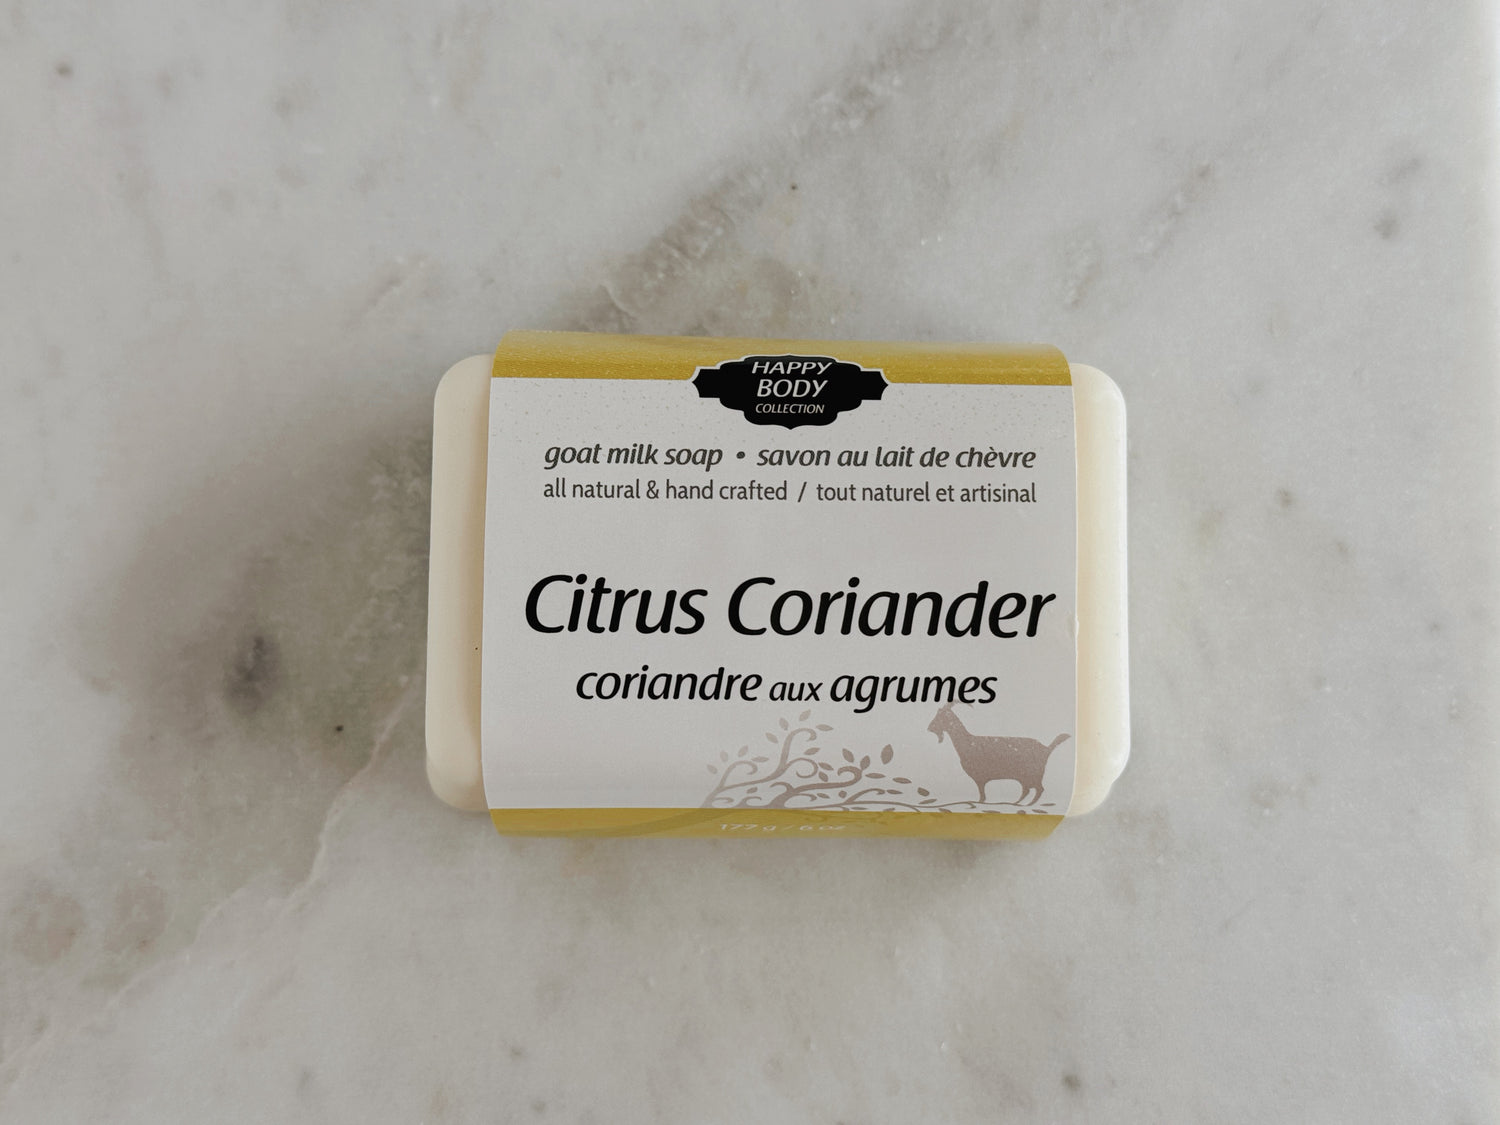 HAPPY
BODY
COLLECTION
goat milk soap • savon au lait de chèvre
all natural & hand crafted / tout naturel et artisinal
Citrus Coriander
coriandre aux agrumes
177 g / 6 oz